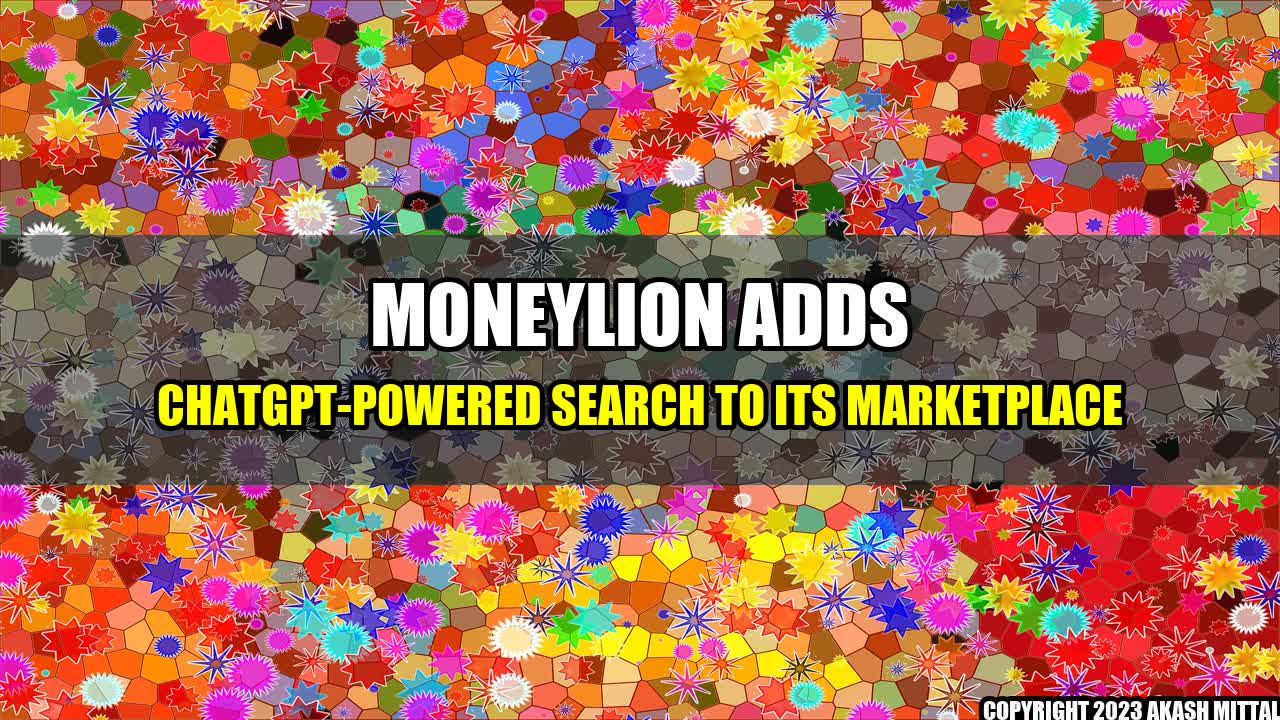 MONEYLION ADDS
CHATGPT-POWERED SEARCH TO ITS MARKETPLACE
COPYRIGHT 2023 AKASH MITTAL